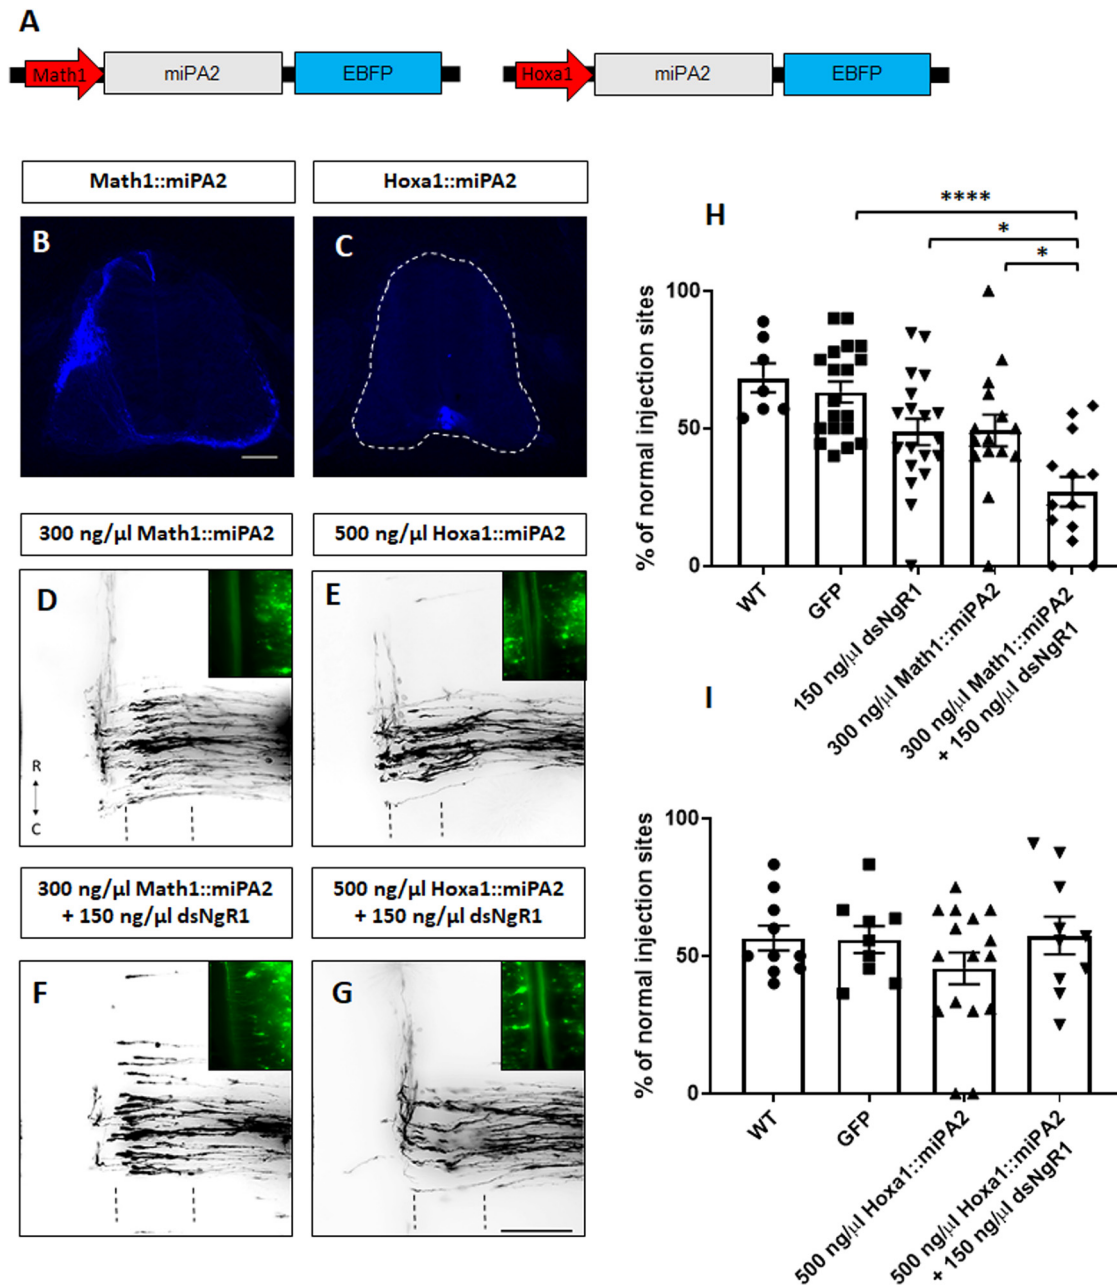 A
Math1 miPA2 EBFP
Hoxa1 miPA2 EBFP
Math1::miPA2
Hoxa1::miPA2
B
C
300 ng/µl Math1::miPA2
500 ng/µl Hoxa1::miPA2
D
R
C
E
300 ng/µl Math1::miPA2
+ 150 ng/µl dsNgR1
500 ng/µl Hoxa1::miPA2
+ 150 ng/µl dsNgR1
F
G
H
****
*
*
% of normal injection sites
100
50
0
WT
GFP
150 ng/µl dsNgR1
300 ng/µl Math1::miPA2
300 ng/µl Math1::miPA2
+ 150 ng/µl dsNgR1
I
% of normal injection sites
100
50
0
WT
GFP
500 ng/µl Hoxa1::miPA2
500 ng/µl Hoxa1::miPA2
+ 150 ng/µl dsNgR1